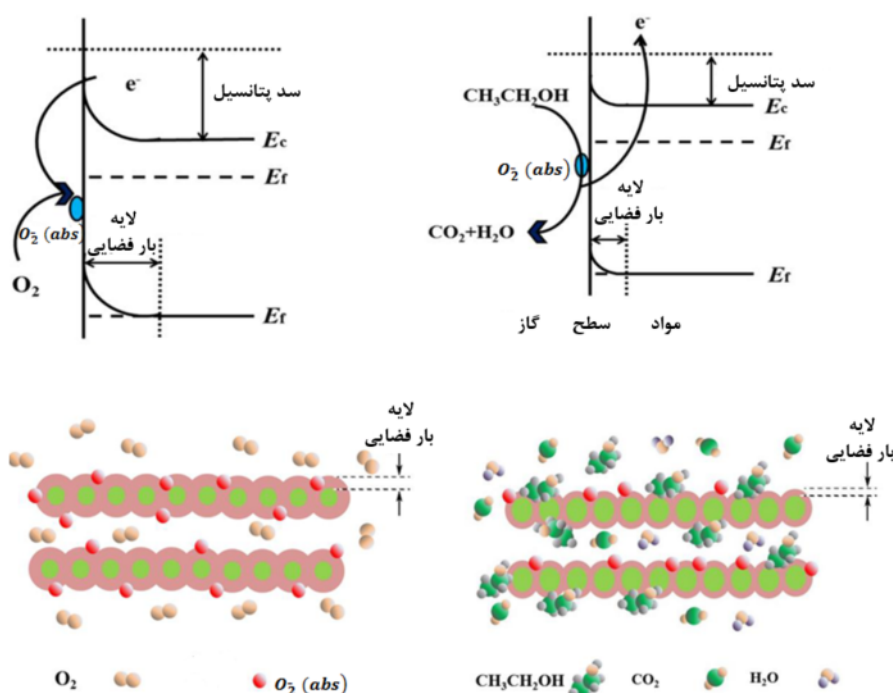 e⁻
سد پتانسیل
Ec
Ef
O₂⁻ (abs)
لایه
بار فضایی
O₂
Ef
سد پتانسیل
CH₃CH₂OH
Ec
Ef
O₂⁻ (abs)
لایه
بار فضایی
CO₂+H₂O
Ef
گاز سطح مواد
لایه
بار فضایی
لایه
بار فضایی
O₂ O₂⁻ (abs)
CH₃CH₂OH CO₂ H₂O